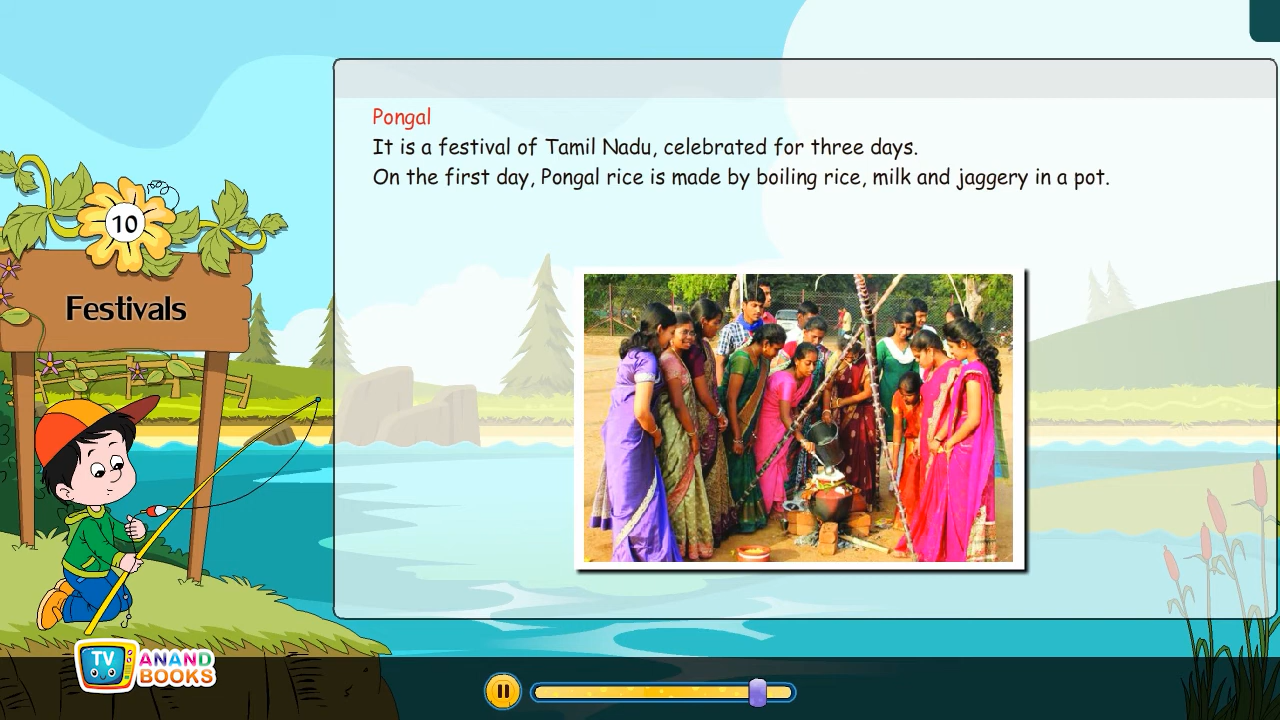 Pongal
It is a festival of Tamil Nadu, celebrated for three days.
On the first day, Pongal rice is made by boiling rice, milk and jaggery in a pot.
10
Festivals
TV
ANAND
BOOKS